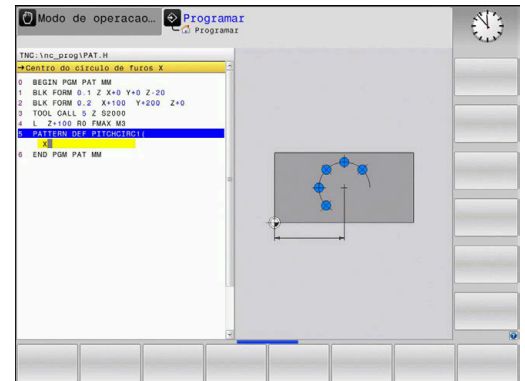 Modo de operacao...
Programar
Programar
TNC:\nc_prog\PAT.H
→Centro do circulo de furos X
0 BEGIN PGM PAT MM
1 BLK FORM 0.1 Z X+0 Y+0 Z-20
2 BLK FORM 0.2 X+100 Y+200 Z+0
3 TOOL CALL 5 Z S2000
4 L Z+100 R0 FMAX M3
5 PATTERN DEF PITCHCIRC1(
X
6 END PGM PAT MM